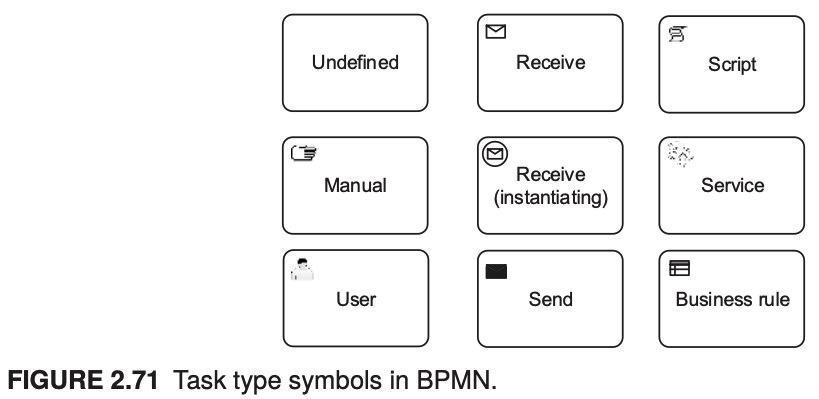 Undefined
Receive
Script
Manual
Receive
(instantiating)
Service
User
Send
Business rule
FIGURE 2.71 Task type symbols in BPMN.